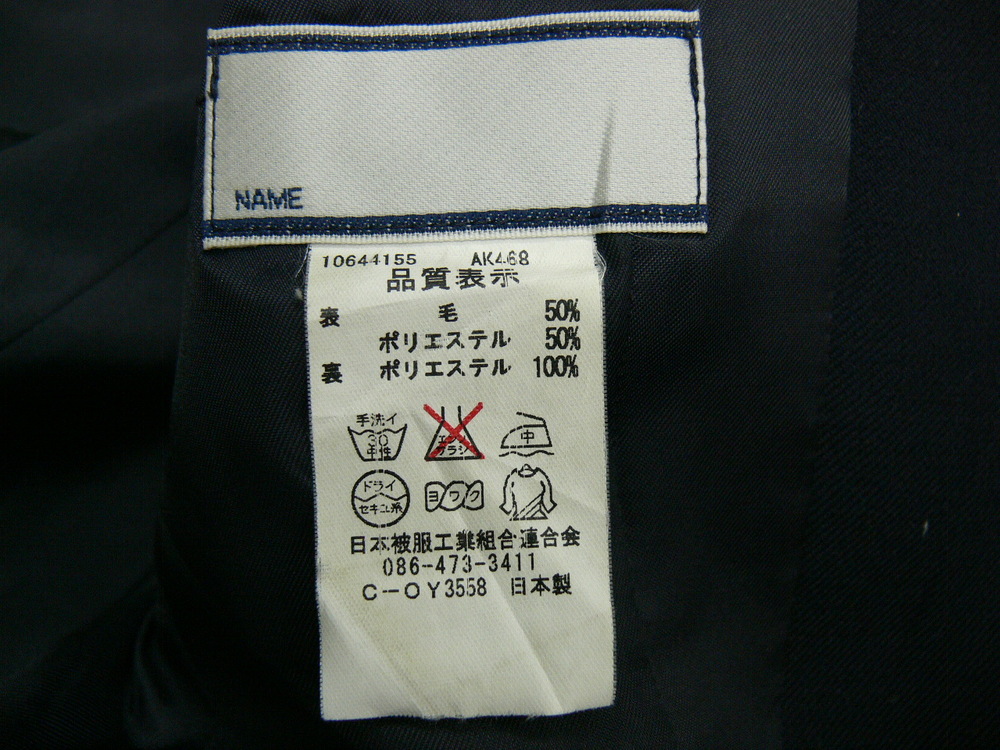 NAME
10644155 AK468
品質表示
表 毛 50%
ポリエステル 50%
裏 ポリエステル 100%
手洗イ
30
中性
エンソ
サラシ
中
ドライ
セキユ系
ヨワク
日本被服工業組合連合会
086-473-3411
C-OY3558 日本製